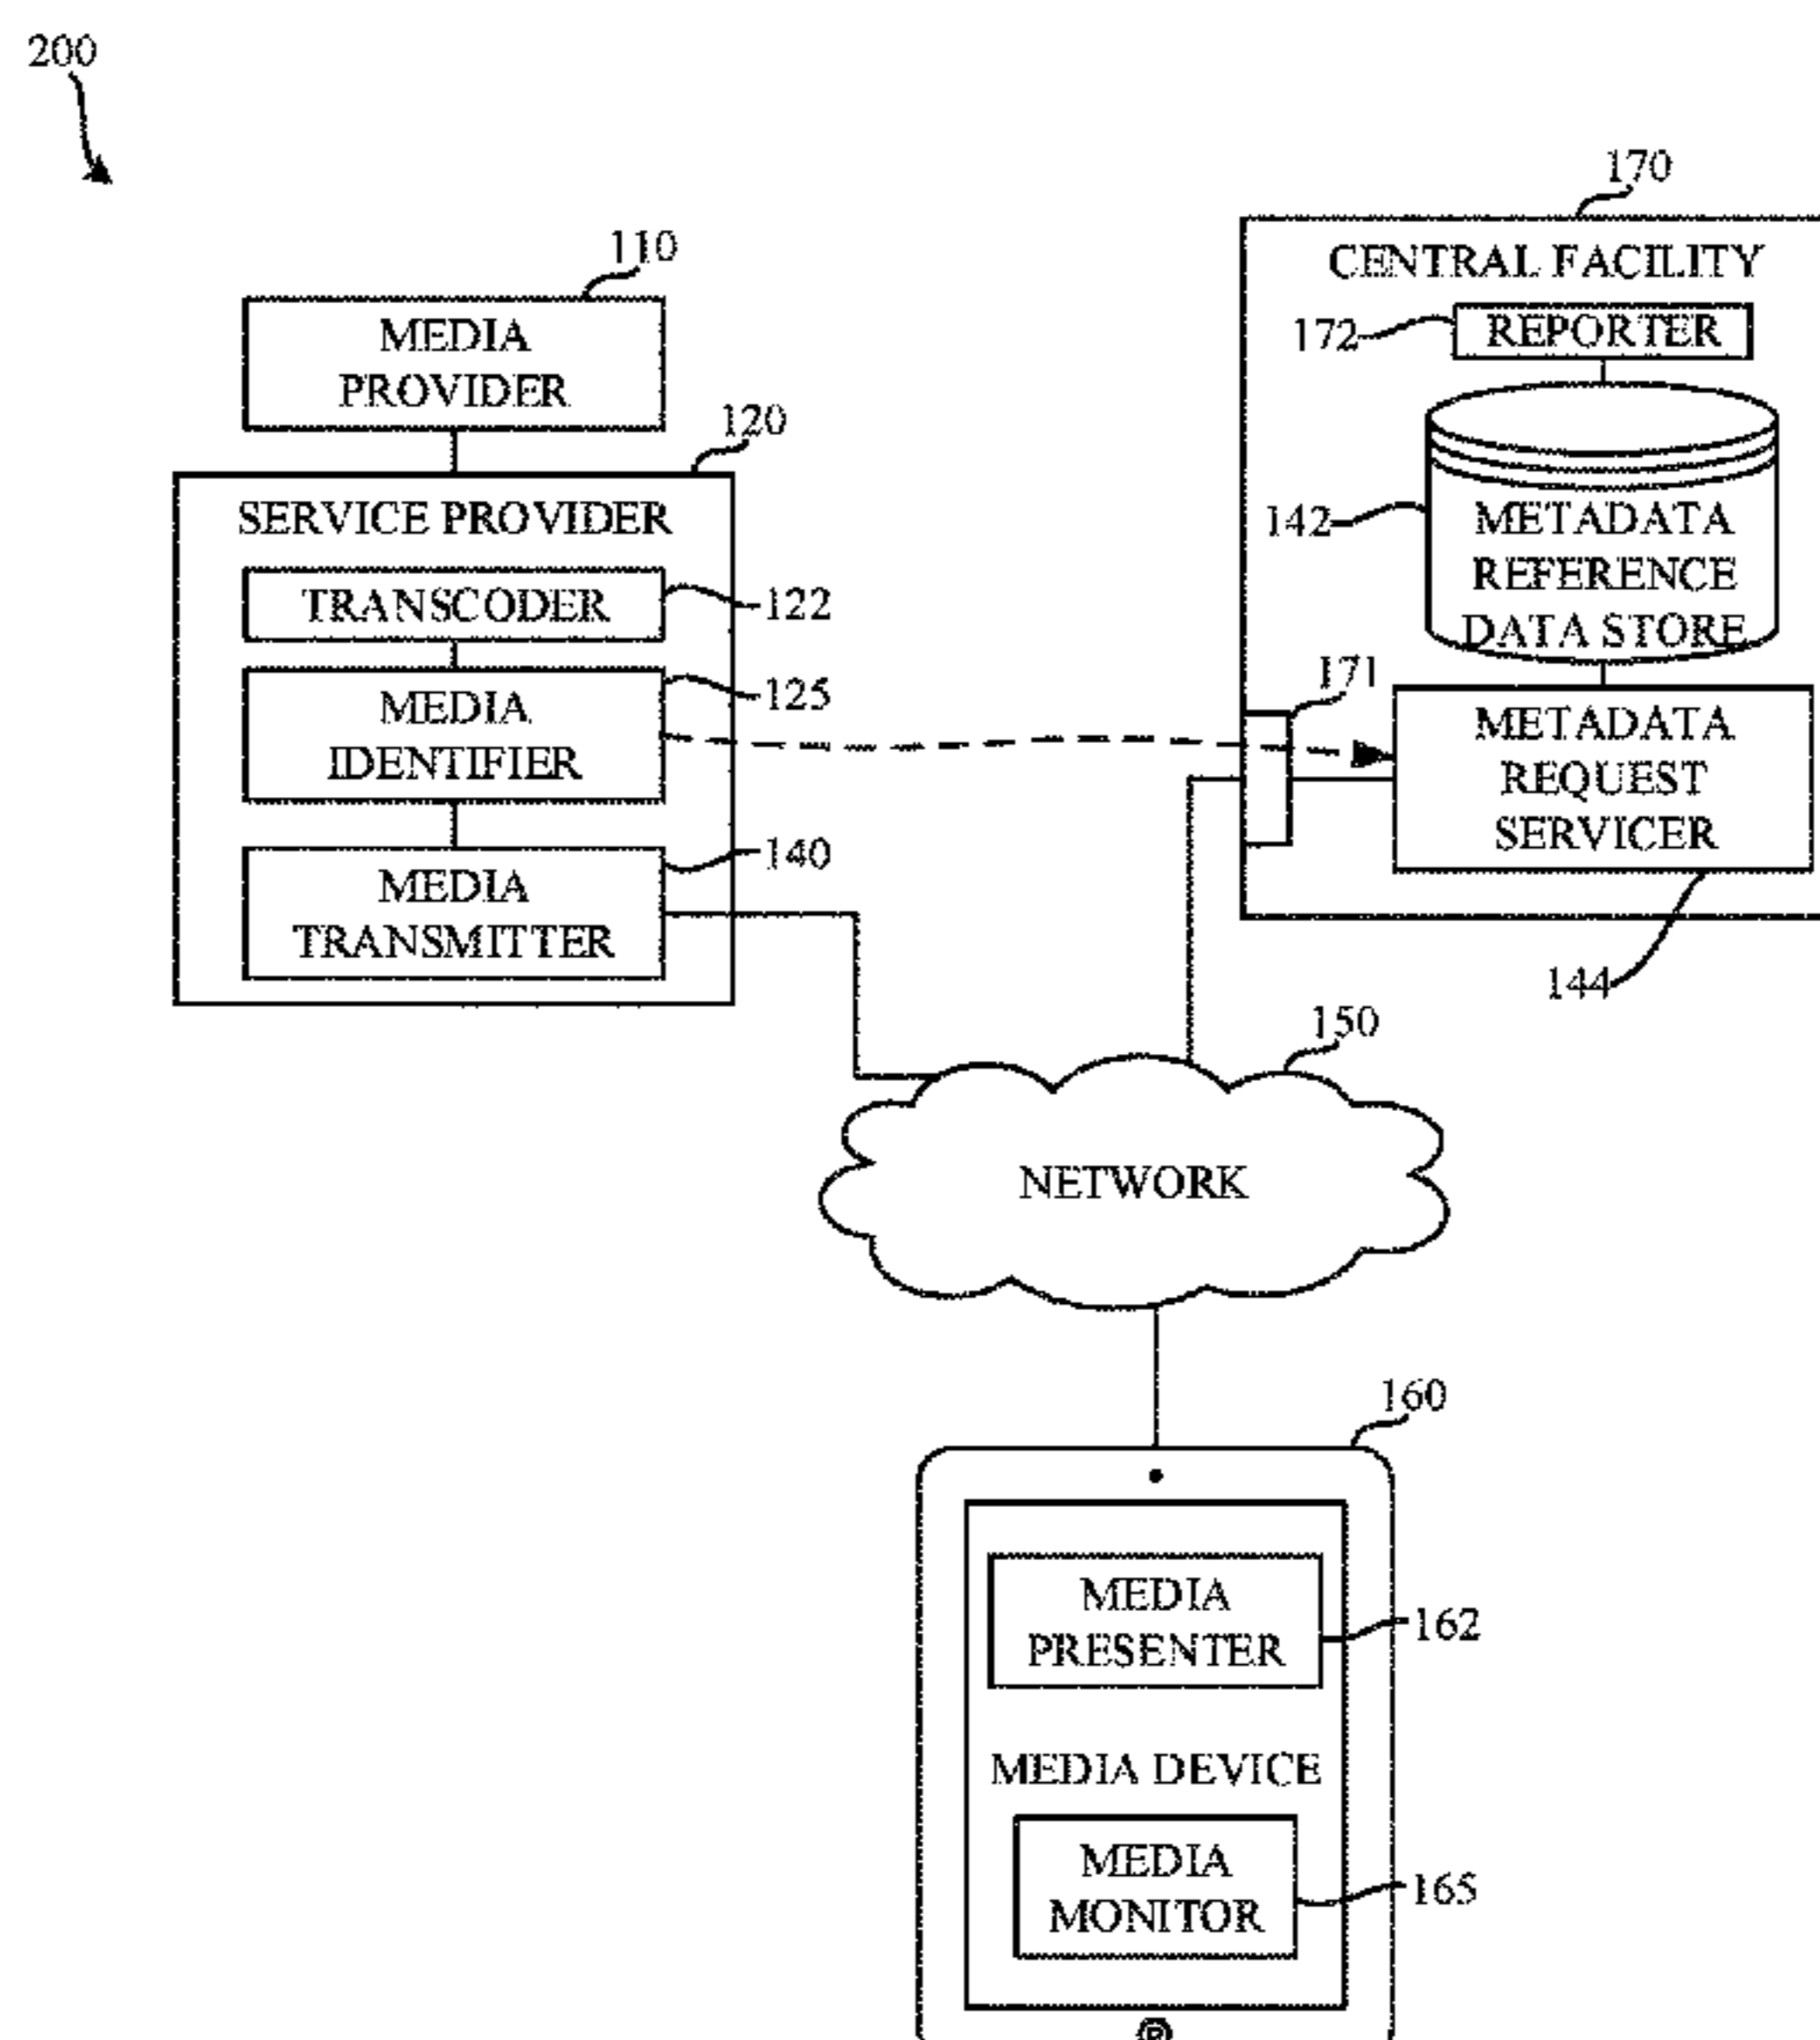 200
110
MEDIA
PROVIDER
120
SERVICE PROVIDER
TRANSCODER
122
MEDIA
IDENTIFIER
125
MEDIA
TRANSMITTER
140
170
CENTRAL FACILITY
172
REPORTER
142
METADATA
REFERENCE
DATA STORE
171
METADATA
REQUEST
SERVICER
144
150
NETWORK
160
MEDIA
PRESENTER
162
MEDIA DEVICE
MEDIA
MONITOR
165